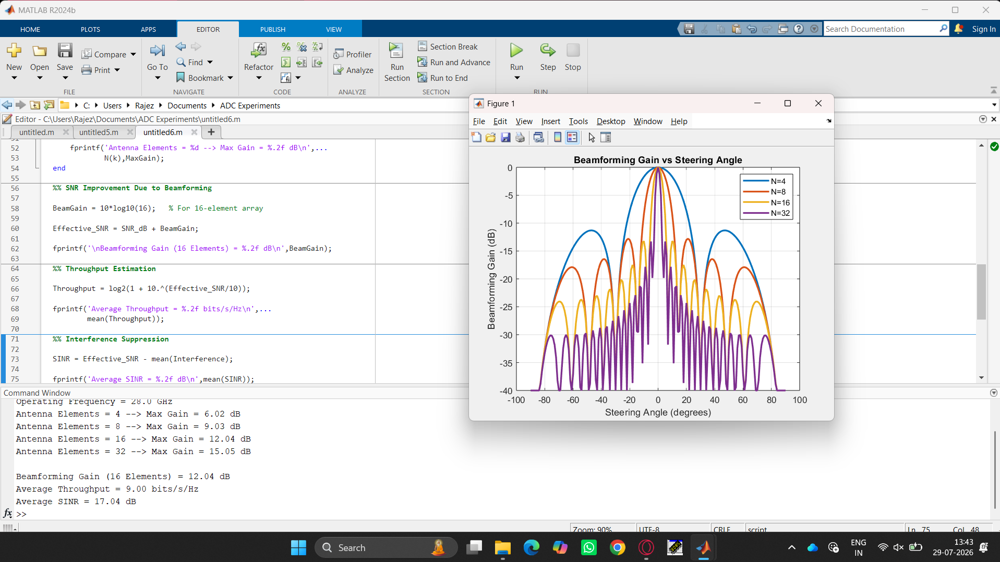 MATLAB R2024b
HOME PLOTS APPS EDITOR PUBLISH VIEW
Search Documentation
Sign In
New Open Save Compare Print
Go To Find Bookmark
Refactor
Profiler Analyze
Run Section
Section Break
Run and Advance
Run to End
Run Step Stop
FILE NAVIGATE CODE ANALYZE SECTION RUN
C: Users Rajez Documents ADC Experiments
Editor - C:\Users\Rajez\Documents\ADC Experiments\untitled6.m
untitled.m untitled5.m untitled6.m
51
52 fprintf('Antenna Elements = %d --> Max Gain = %.2f dB\n',...
53 N(k),MaxGain);
54 end
55
56 %% SNR Improvement Due to Beamforming
57
58 BeamGain = 10*log10(16); % For 16-element array
59
60 Effective_SNR = SNR_dB + BeamGain;
61
62 fprintf('\nBeamforming Gain (16 Elements) = %.2f dB\n',BeamGain);
63
64 %% Throughput Estimation
65
66 Throughput = log2(1 + 10.^(Effective_SNR/10));
67
68 fprintf('Average Throughput = %.2f bits/s/Hz\n',...
69 mean(Throughput));
70
71 %% Interference Suppression
72
73 SINR = Effective_SNR - mean(Interference);
74
75 fprintf('Average SINR = %.2f dB\n',mean(SINR));
Command Window
Operating Frequency = 28.0 GHz
Antenna Elements = 4 --> Max Gain = 6.02 dB
Antenna Elements = 8 --> Max Gain = 9.03 dB
Antenna Elements = 16 --> Max Gain = 12.04 dB
Antenna Elements = 32 --> Max Gain = 15.05 dB
Beamforming Gain (16 Elements) = 12.04 dB
Average Throughput = 9.00 bits/s/Hz
Average SINR = 17.04 dB
fx >>
Figure 1
File Edit View Insert Tools Desktop Window Help
Beamforming Gain vs Steering Angle
N=4
N=8
N=16
N=32
Beamforming Gain (dB)
0
-5
-10
-15
-20
-25
-30
-35
-40
-100 -80 -60 -40 -20 0 20 40 60 80 100
Steering Angle (degrees)
Zoom: 90% UTF-8 CRLF script Ln 75 Col 48
Search
ENG
IN
13:43
29-07-2026